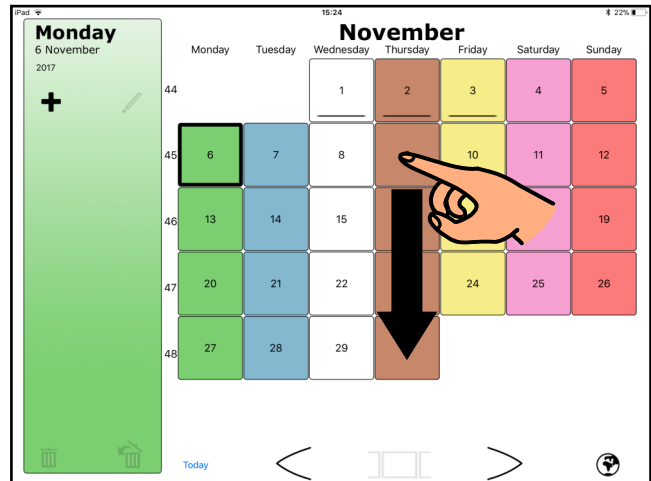 iPad 15:24 22%
Monday
6 November
2017
November
Monday Tuesday Wednesday Thursday Friday Saturday Sunday
44 1 2 3 4 5
45 6 7 8 10 11 12
46 13 14 15 19
47 20 21 22 24 25 26
48 27 28 29
Today